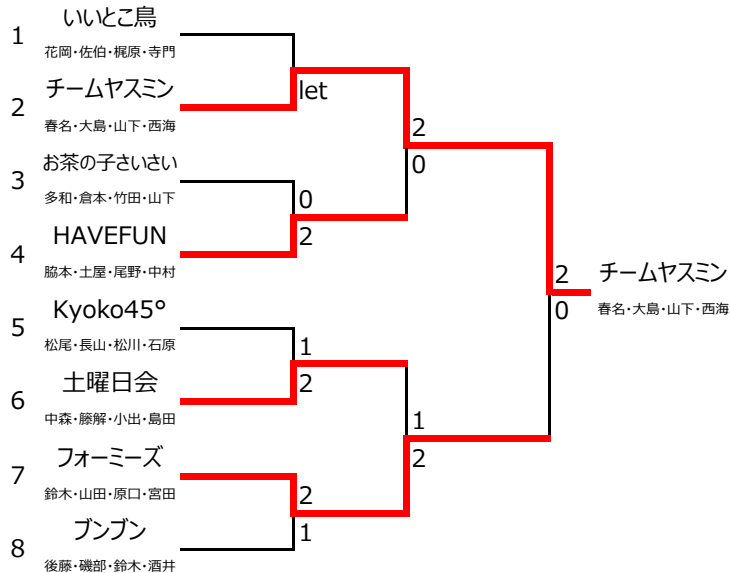 1 いいとこ鳥
花岡・佐伯・梶原・寺門
2 チームヤスミン
春名・大島・山下・西海
let
3 お茶の子さいさい
多和・倉本・竹田・山下
0
4 HAVEFUN
2
脇本・土屋・尾野・中村
2
0
5 Kyoko45°
松尾・長山・松川・石原
1
6 土曜日会
2
中森・藤解・小出・島田
7 フォーミーズ
鈴木・山田・原口・宮田
2
8 ブンブン
1
後藤・磯部・鈴木・酒井
1
2
2
0
チームヤスミン
春名・大島・山下・西海